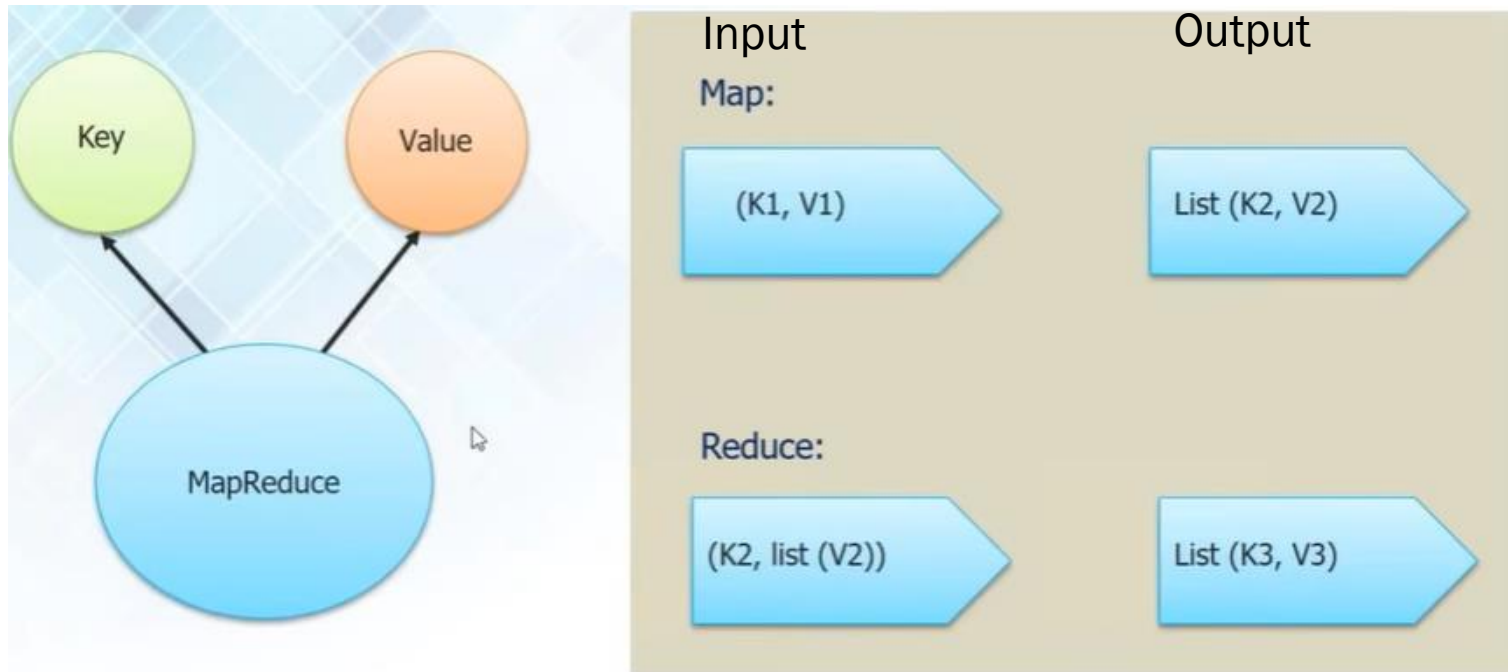 Key
Value
MapReduce
Input
Output
Map:
(K1, V1)
List (K2, V2)
Reduce:
(K2, list (V2))
List (K3, V3)